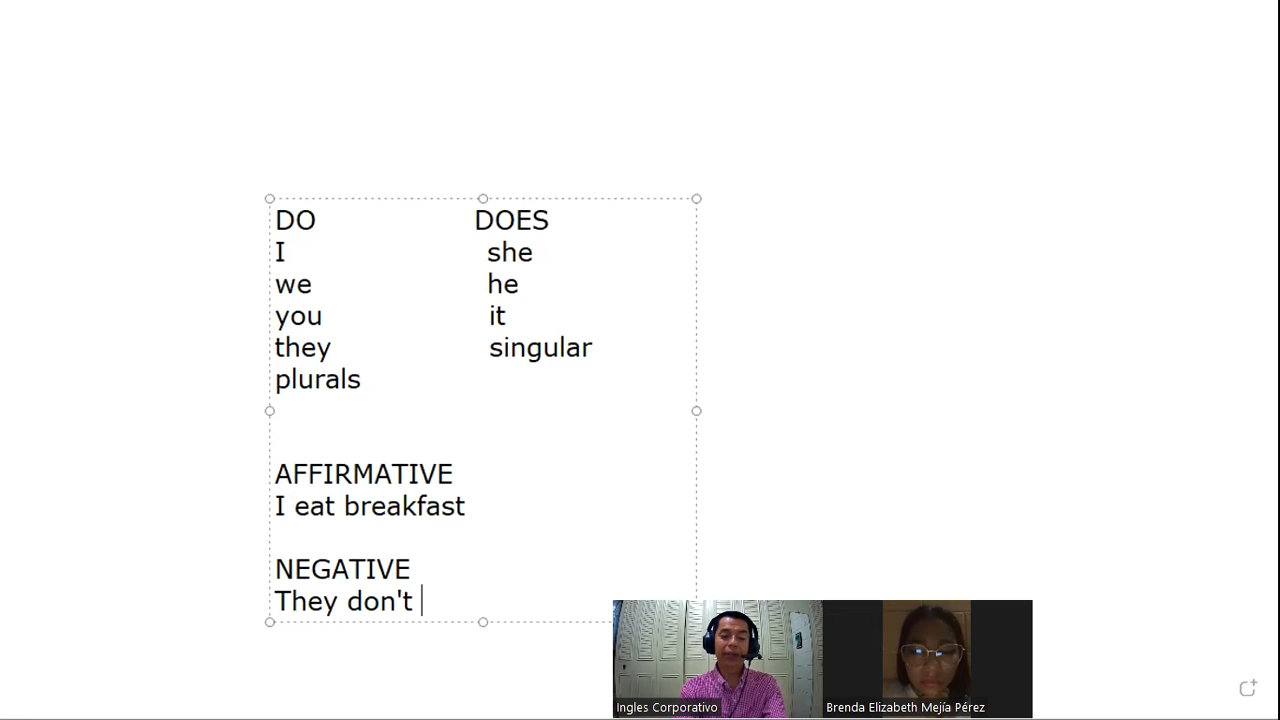 DO DOES
I she
we he
you it
they singular
plurals
AFFIRMATIVE
I eat breakfast
NEGATIVE
They don't
Ingles Corporativo
Brenda Elizabeth Mejía Pérez